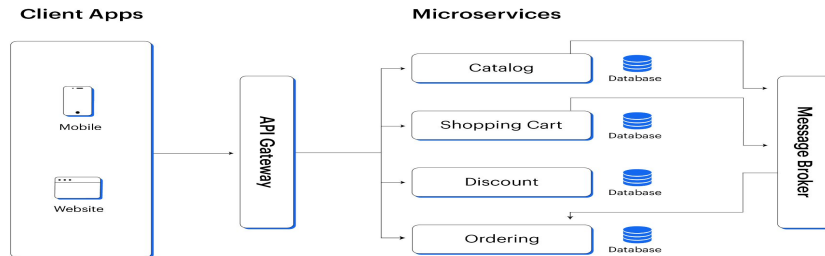 Client Apps
Microservices
Mobile
Website
API Gateway
Catalog
Database
Shopping Cart
Database
Discount
Database
Ordering
Database
Message Broker